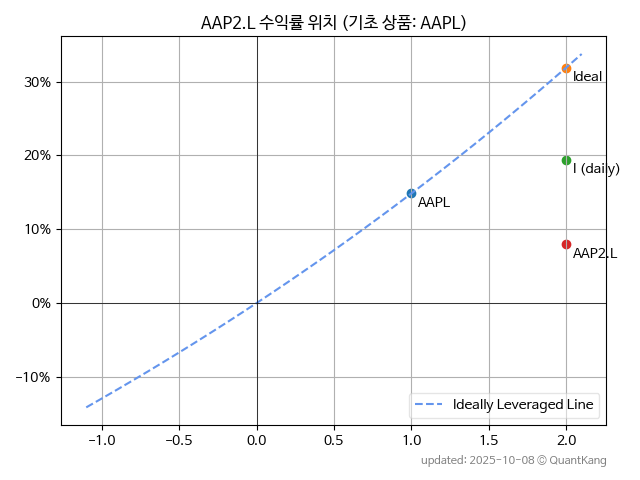 AAP2.L 수익률 위치 (기초 상품: AAPL)
30%
20%
10%
0%
−10%
Ideal
I (daily)
AAPL
AAP2.L
Ideally Leveraged Line
−1.0 −0.5 0.0 0.5 1.0 1.5 2.0
updated: 2025-10-08 © QuantKang